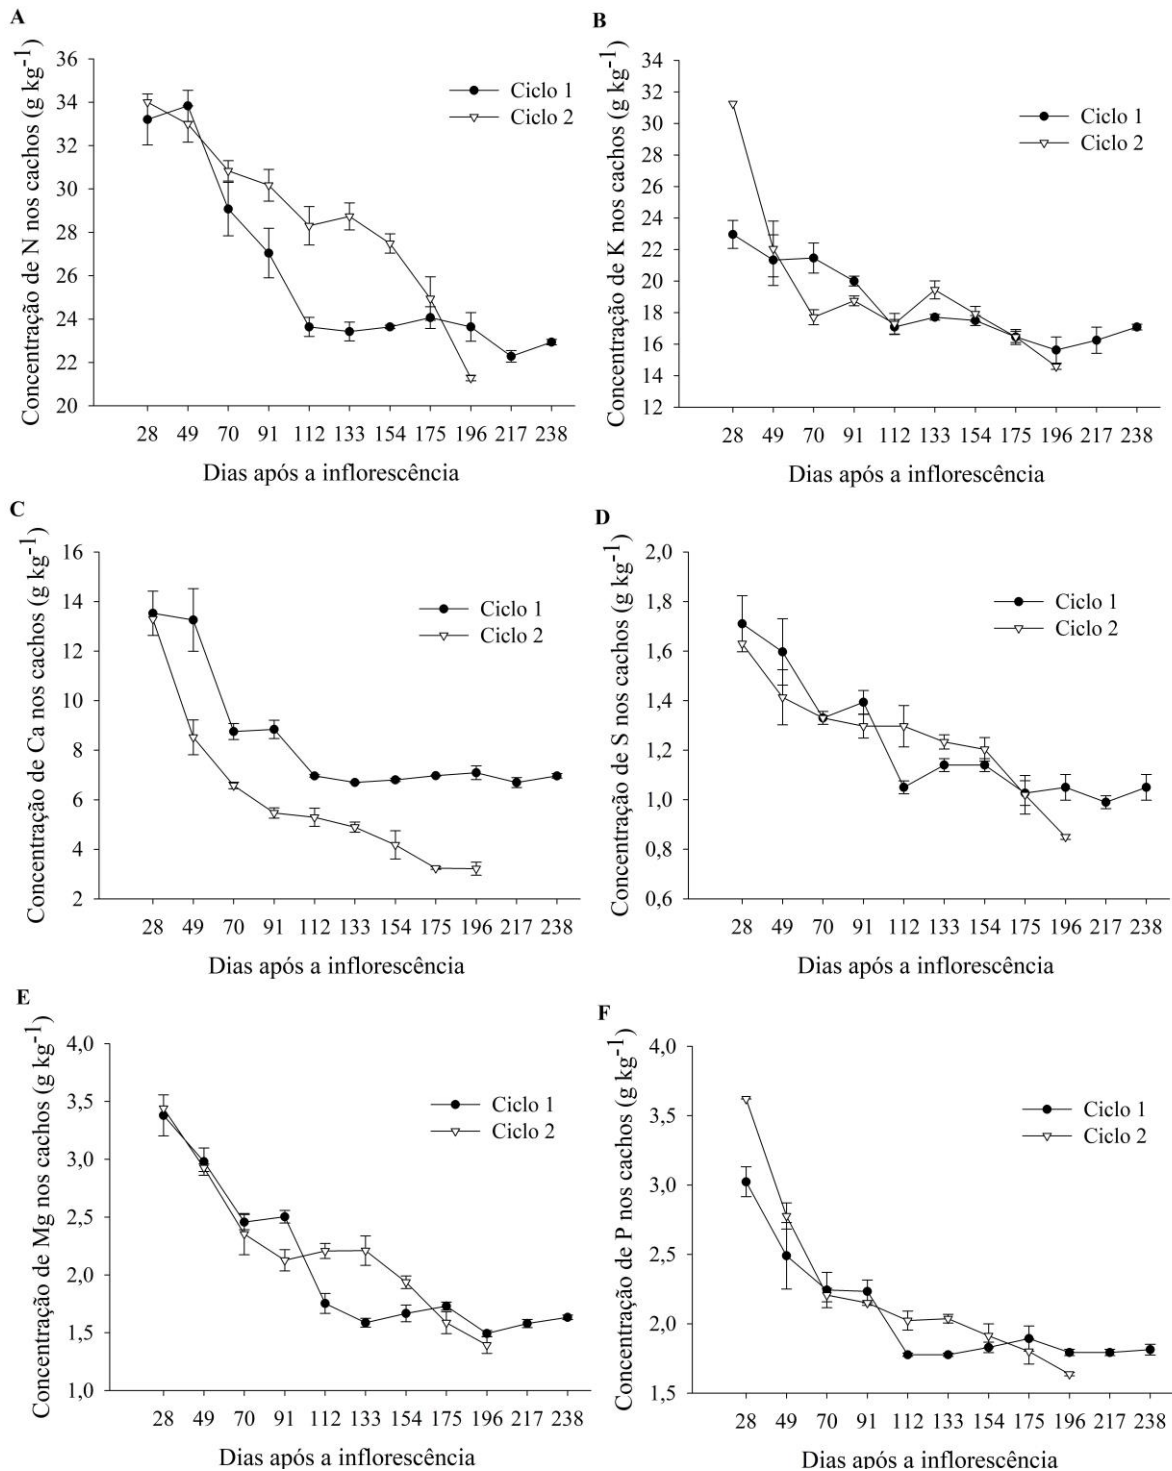 A
Concentração de N nos cachos (g kg⁻¹)
36
34
32
30
28
26
24
22
20
Ciclo 1
Ciclo 2
28 49 70 91 112 133 154 175 196 217 238
Dias após a inflorescência
B
Concentração de K nos cachos (g kg⁻¹)
34
32
30
28
26
24
22
20
18
16
14
12
Ciclo 1
Ciclo 2
28 49 70 91 112 133 154 175 196 217 238
Dias após a inflorescência
C
Concentração de Ca nos cachos (g kg⁻¹)
16
14
12
10
8
6
4
2
Ciclo 1
Ciclo 2
28 49 70 91 112 133 154 175 196 217 238
Dias após a inflorescência
D
Concentração de S nos cachos (g kg⁻¹)
2,0
1,8
1,6
1,4
1,2
1,0
0,8
0,6
Ciclo 1
Ciclo 2
28 49 70 91 112 133 154 175 196 217 238
Dias após a inflorescência
E
Concentração de Mg nos cachos (g kg⁻¹)
4,0
3,5
3,0
2,5
2,0
1,5
1,0
Ciclo 1
Ciclo 2
28 49 70 91 112 133 154 175 196 217 238
Dias após a inflorescência
F
Concentração de P nos cachos (g kg⁻¹)
4,0
3,5
3,0
2,5
2,0
1,5
Ciclo 1
Ciclo 2
28 49 70 91 112 133 154 175 196 217 238
Dias após a inflorescência